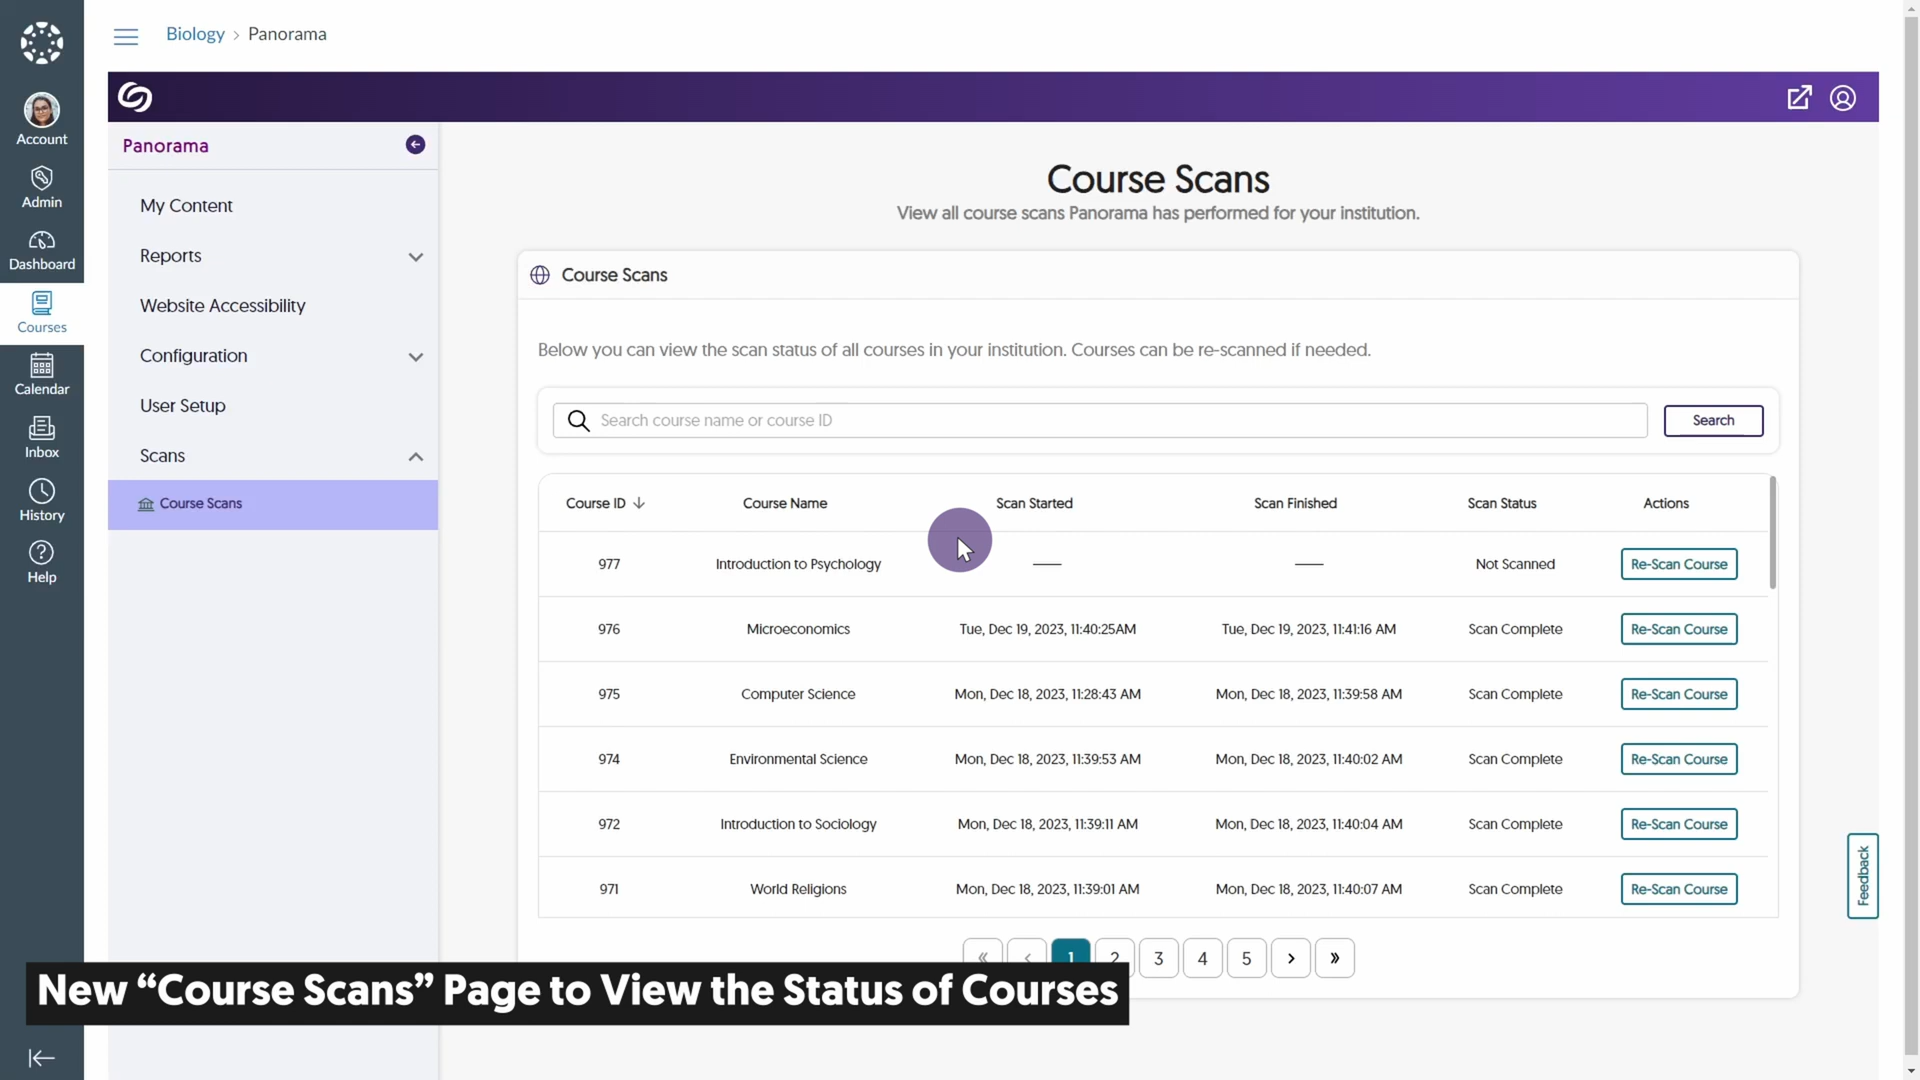 Biology > Panorama
Account
Admin
Dashboard
Courses
Calendar
Inbox
History
Help
Panorama
My Content
Reports
Website Accessibility
Configuration
User Setup
Scans
Course Scans
Course Scans
View all course scans Panorama has performed for your institution.
Course Scans
Below you can view the scan status of all courses in your institution. Courses can be re-scanned if needed.
Search course name or course ID
Search
Course ID ↓ Course Name Scan Started Scan Finished Scan Status Actions
977 Introduction to Psychology —— —— Not Scanned Re-Scan Course
976 Microeconomics Tue, Dec 19, 2023, 11:40:25AM Tue, Dec 19, 2023, 11:41:16 AM Scan Complete Re-Scan Course
975 Computer Science Mon, Dec 18, 2023, 11:28:43 AM Mon, Dec 18, 2023, 11:39:58 AM Scan Complete Re-Scan Course
974 Environmental Science Mon, Dec 18, 2023, 11:39:53 AM Mon, Dec 18, 2023, 11:40:02 AM Scan Complete Re-Scan Course
972 Introduction to Sociology Mon, Dec 18, 2023, 11:39:11 AM Mon, Dec 18, 2023, 11:40:04 AM Scan Complete Re-Scan Course
971 World Religions Mon, Dec 18, 2023, 11:39:01 AM Mon, Dec 18, 2023, 11:40:07 AM Scan Complete Re-Scan Course
« ‹ 1 2 3 4 5 › »
Feedback
New “Course Scans” Page to View the Status of Courses